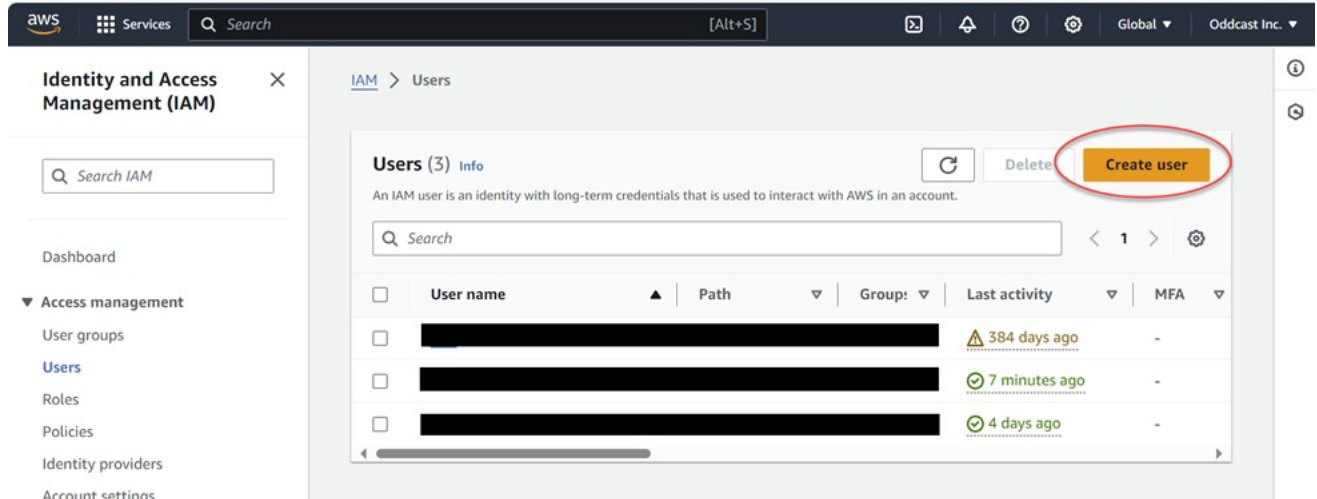 aws Services Search [Alt+S] Global Oddcast Inc.
Identity and Access
Management (IAM)
Search IAM
Dashboard
Access management
User groups
Users
Roles
Policies
Identity providers
Account settings
IAM > Users
Users (3) Info
Delete Create user
An IAM user is an identity with long-term credentials that is used to interact with AWS in an account.
Search
1
User name Path Groups Last activity MFA
384 days ago -
7 minutes ago -
4 days ago -